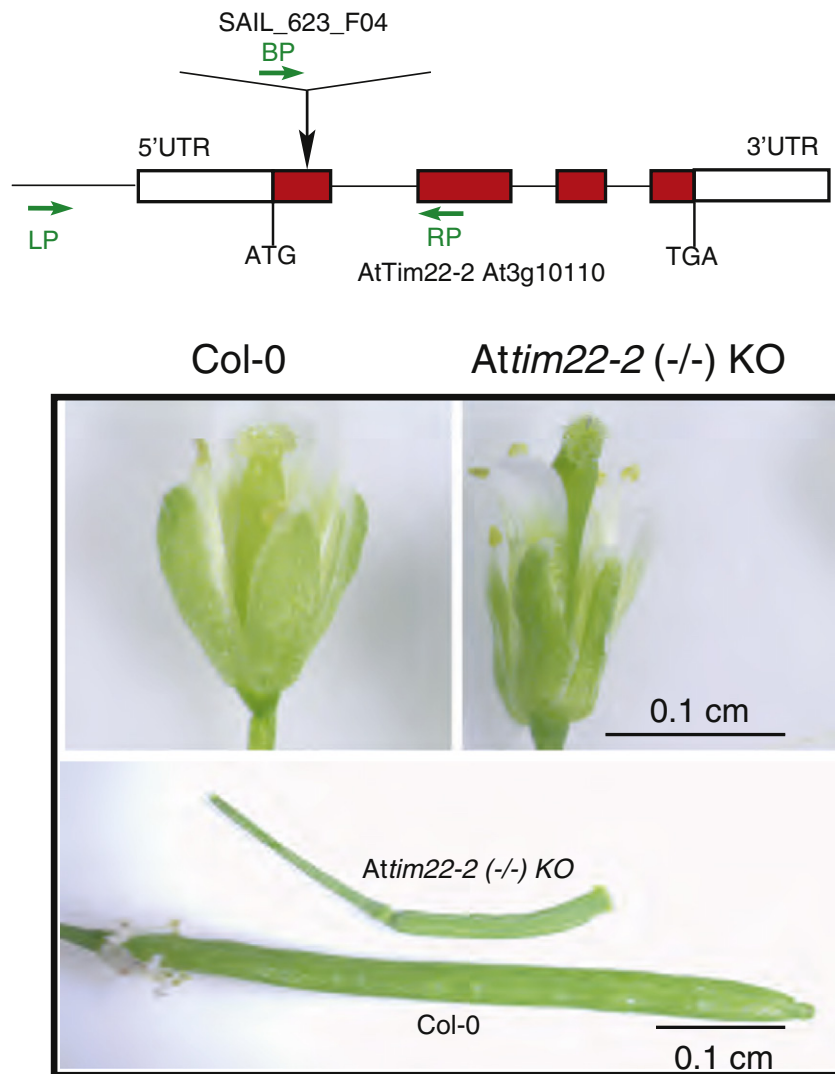 SAIL_623_F04
BP
5'UTR
3'UTR
LP
ATG
RP
TGA
AtTim22-2 At3g10110
Col-0
Attim22-2 (-/-) KO
0.1 cm
Attim22-2 (-/-) KO
Col-0
0.1 cm